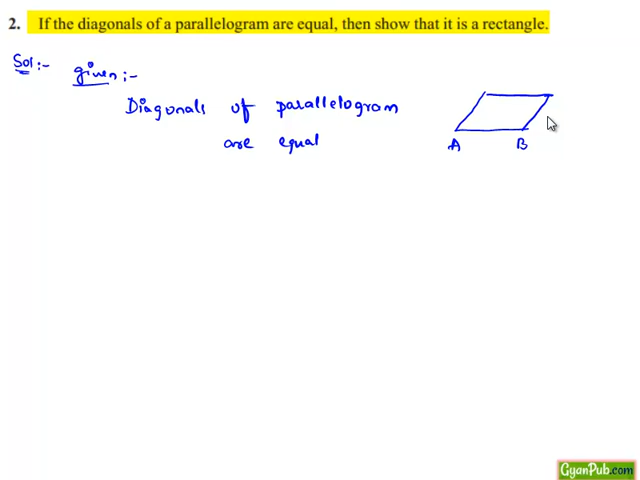 2. If the diagonals of a parallelogram are equal, then show that it is a rectangle.
Sol:-
given:-
Diagonals of parallelogram
are equal
A B
GyanPub.com